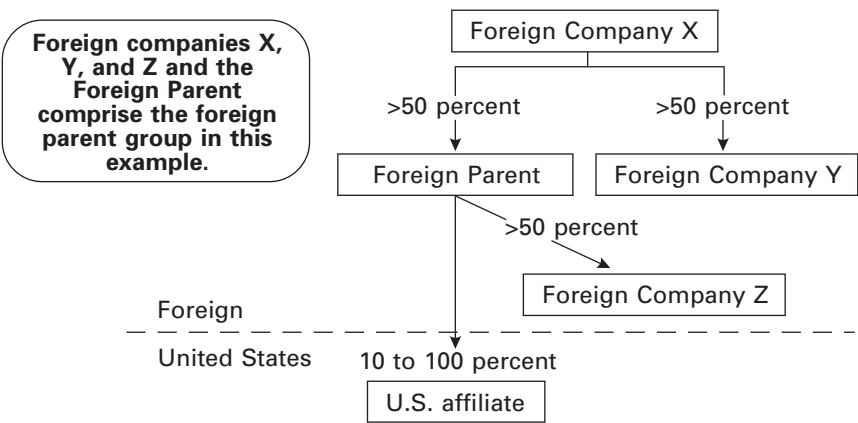 Foreign companies X,
Y, and Z and the
Foreign Parent
comprise the foreign
parent group in this
example.
Foreign Company X
>50 percent
>50 percent
Foreign Parent
Foreign Company Y
>50 percent
Foreign Company Z
Foreign
United States
10 to 100 percent
U.S. affiliate